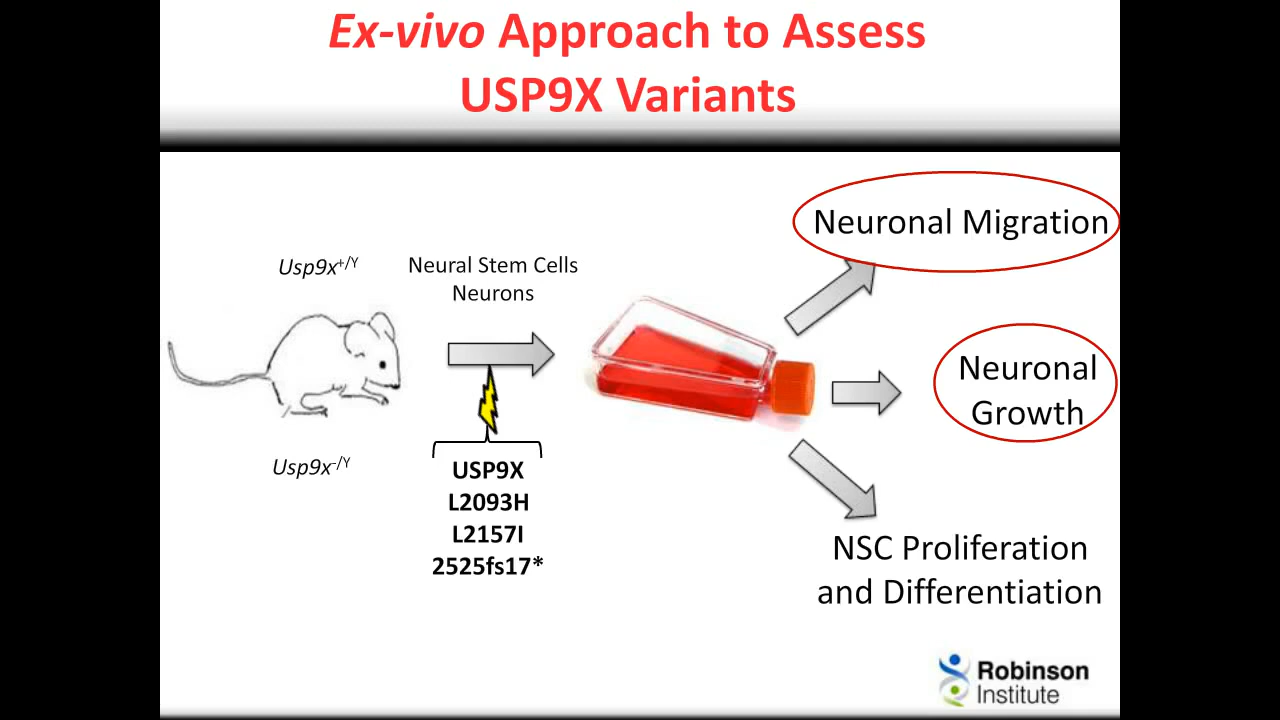 Ex-vivo Approach to Assess
USP9X Variants
Usp9x+/Y
Neural Stem Cells
Neurons
Usp9x-/Y
USP9X
L2093H
L2157I
2525fs17*
Neuronal Migration
Neuronal
Growth
NSC Proliferation
and Differentiation
Robinson
Institute